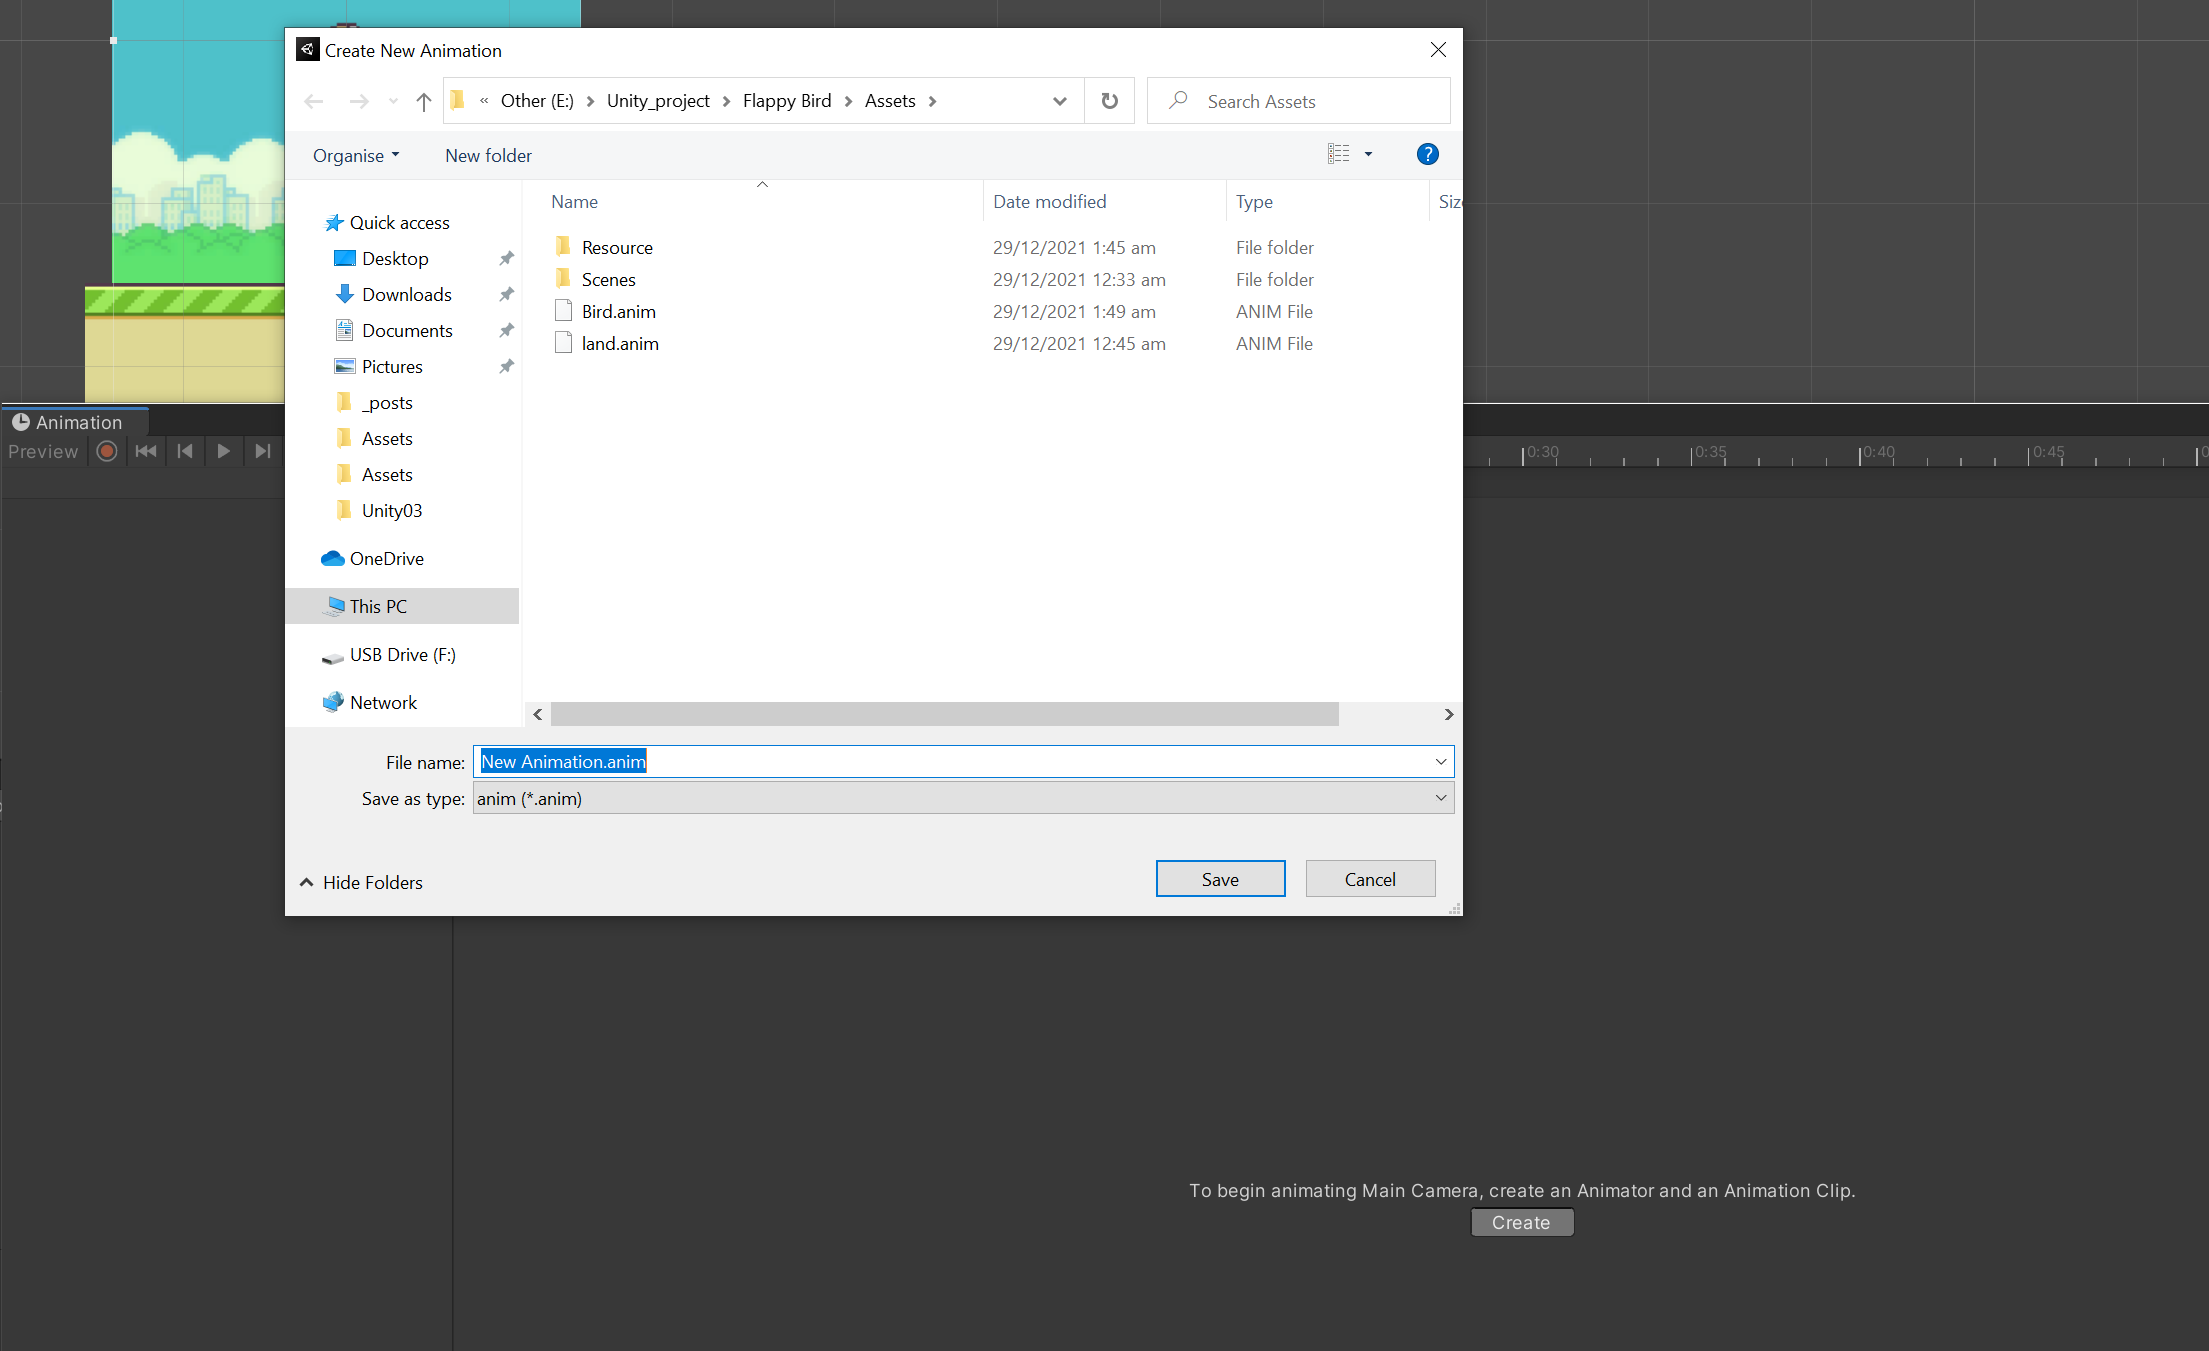 Create New Animation
« Other (E:) > Unity_project > Flappy Bird > Assets >
Search Assets
Organise
New folder
?
Name Date modified Type
Quick access
Desktop
Downloads
Documents
Pictures
_posts
Assets
Assets
Unity03
OneDrive
This PC
USB Drive (F:)
Network
Resource 29/12/2021 1:45 am File folder
Scenes 29/12/2021 12:33 am File folder
Bird.anim 29/12/2021 1:49 am ANIM File
land.anim 29/12/2021 12:45 am ANIM File
File name: New Animation.anim
Save as type: anim (*.anim)
Hide Folders
Save Cancel
Animation
Preview
0:30 0:35 0:40 0:45
To begin animating Main Camera, create an Animator and an Animation Clip.
Create